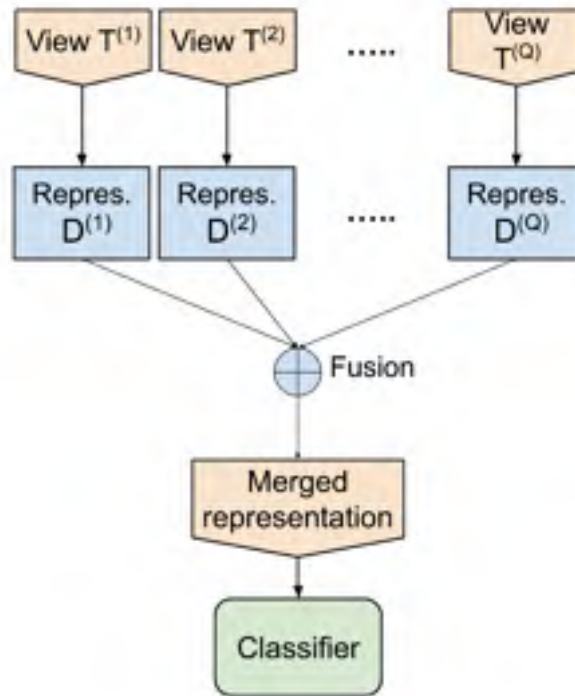 View T⁽¹⁾ View T⁽²⁾ ..... View
T⁽Q⁾
Repres. Repres. ..... Repres.
D⁽¹⁾ D⁽²⁾ D⁽Q⁾
Fusion
Merged
representation
Classifier